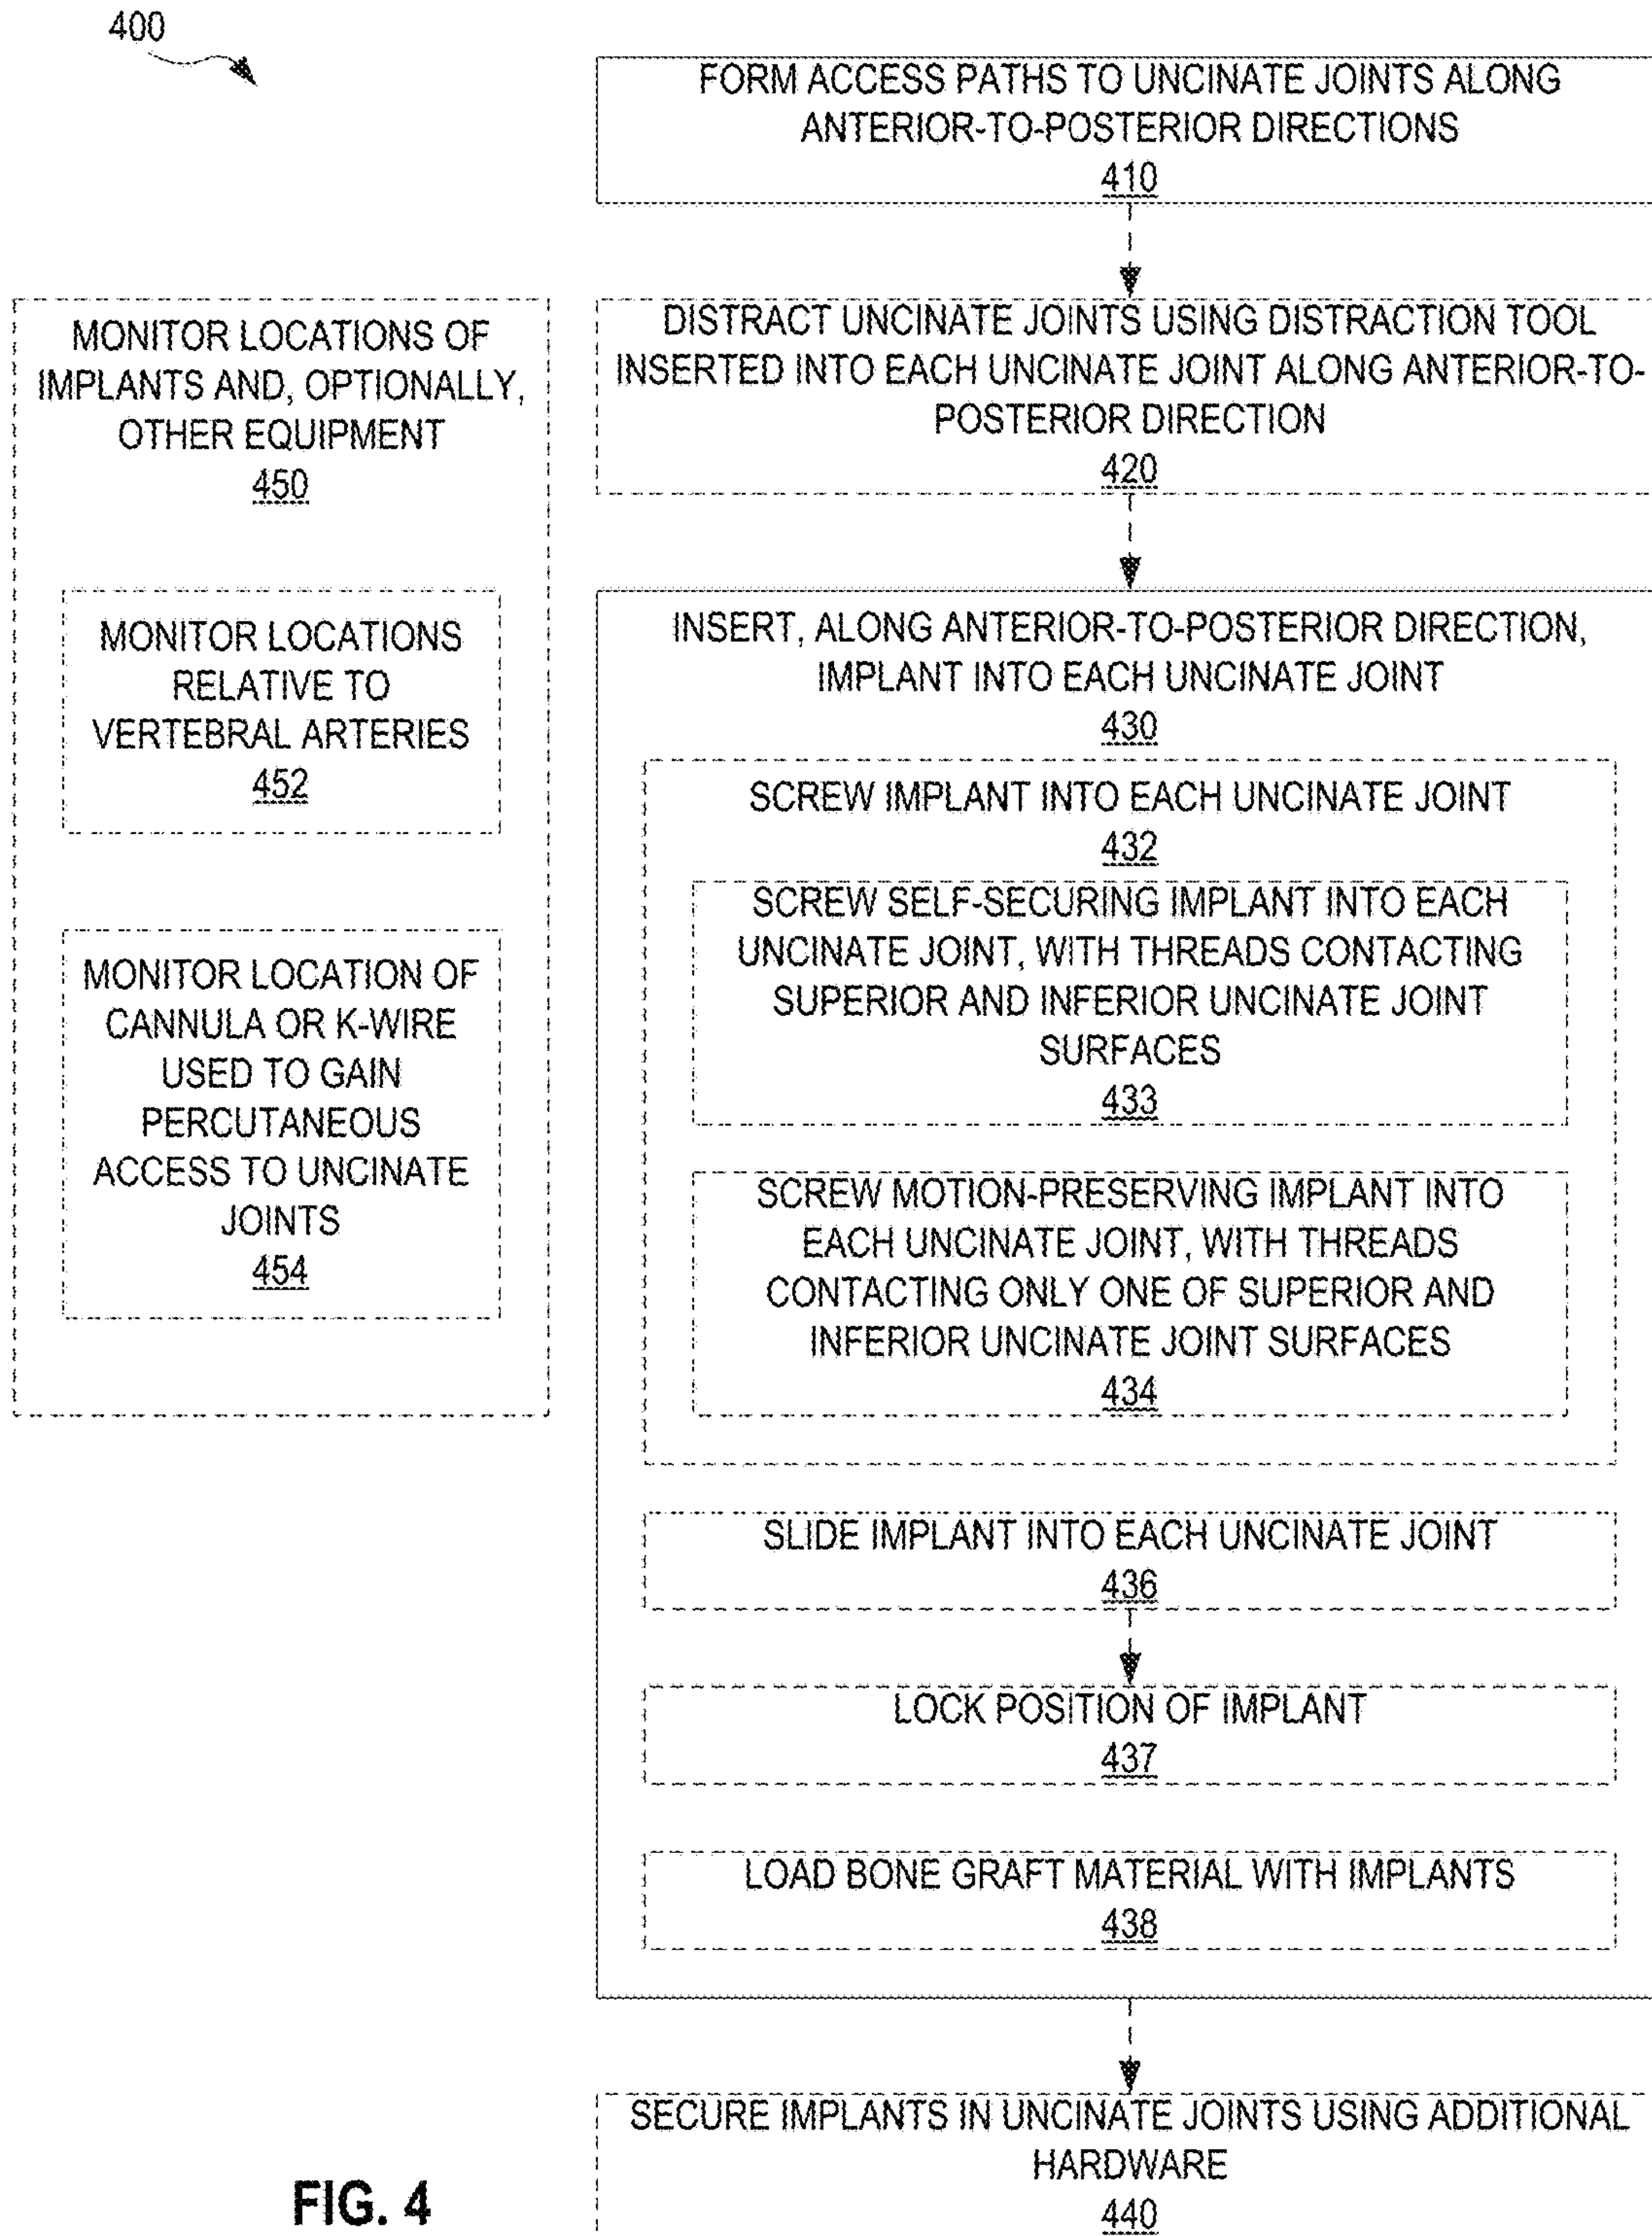 400
FORM ACCESS PATHS TO UNCINATE JOINTS ALONG
ANTERIOR-TO-POSTERIOR DIRECTIONS
410
DISTRACT UNCINATE JOINTS USING DISTRACTION TOOL
INSERTED INTO EACH UNCINATE JOINT ALONG ANTERIOR-TO-
POSTERIOR DIRECTION
420
MONITOR LOCATIONS OF
IMPLANTS AND, OPTIONALLY,
OTHER EQUIPMENT
450
MONITOR LOCATIONS
RELATIVE TO
VERTEBRAL ARTERIES
452
MONITOR LOCATION OF
CANNULA OR K-WIRE
USED TO GAIN
PERCUTANEOUS
ACCESS TO UNCINATE
JOINTS
454
INSERT, ALONG ANTERIOR-TO-POSTERIOR DIRECTION,
IMPLANT INTO EACH UNCINATE JOINT
430
SCREW IMPLANT INTO EACH UNCINATE JOINT
432
SCREW SELF-SECURING IMPLANT INTO EACH
UNCINATE JOINT, WITH THREADS CONTACTING
SUPERIOR AND INFERIOR UNCINATE JOINT
SURFACES
433
SCREW MOTION-PRESERVING IMPLANT INTO
EACH UNCINATE JOINT, WITH THREADS
CONTACTING ONLY ONE OF SUPERIOR AND
INFERIOR UNCINATE JOINT SURFACES
434
SLIDE IMPLANT INTO EACH UNCINATE JOINT
436
LOCK POSITION OF IMPLANT
437
LOAD BONE GRAFT MATERIAL WITH IMPLANTS
438
SECURE IMPLANTS IN UNCINATE JOINTS USING ADDITIONAL
HARDWARE
440
FIG. 4